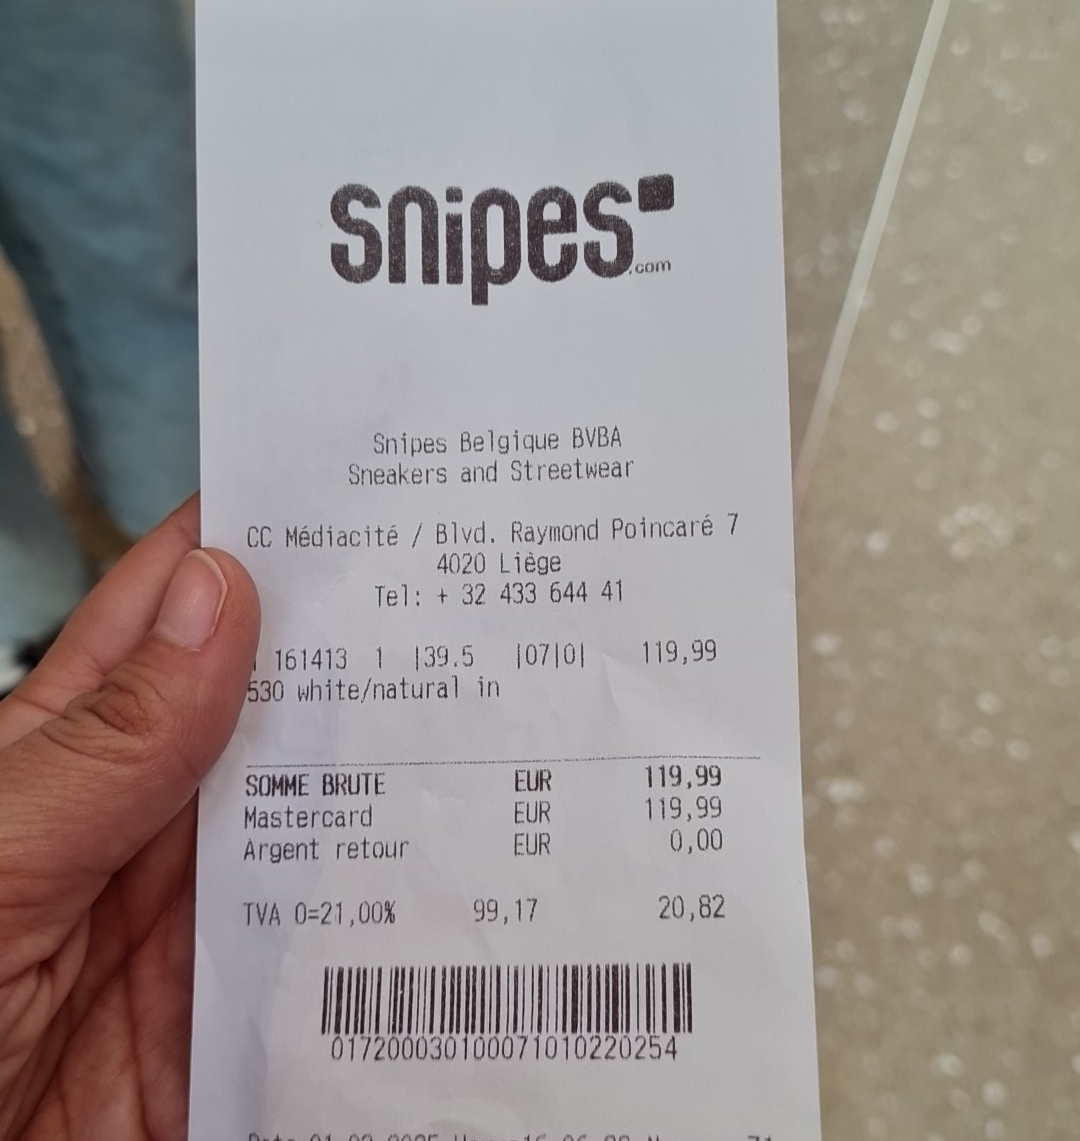 snipes
.com
Snipes Belgique BVBA
Sneakers and Streetwear
CC Médiacité / Blvd. Raymond Poincaré 7
4020 Liège
Tel: + 32 433 644 41
161413 1 |39.5 |07|0| 119,99
530 white/natural in
SOMME BRUTE EUR 119,99
Mastercard EUR 119,99
Argent retour EUR 0,00
TVA 0=21,00% 99,17 20,82
017200030100071010220254